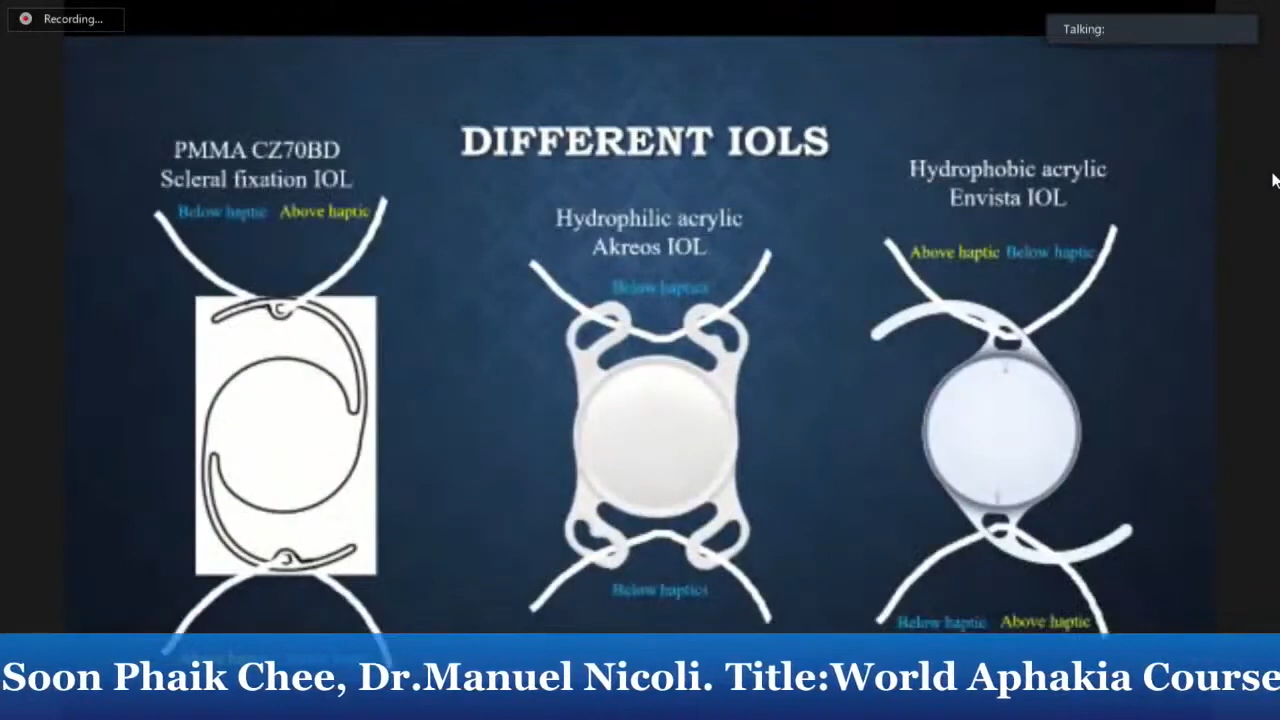 Recording...
Talking:
DIFFERENT IOLS
PMMA CZ70BD
Scleral fixation IOL
Below haptic Above haptic
Hydrophilic acrylic
Akreos IOL
Below haptics
Below haptics
Hydrophobic acrylic
Envista IOL
Above haptic Below haptic
Below haptic Above haptic
Soon Phaik Chee, Dr.Manuel Nicoli. Title:World Aphakia Course